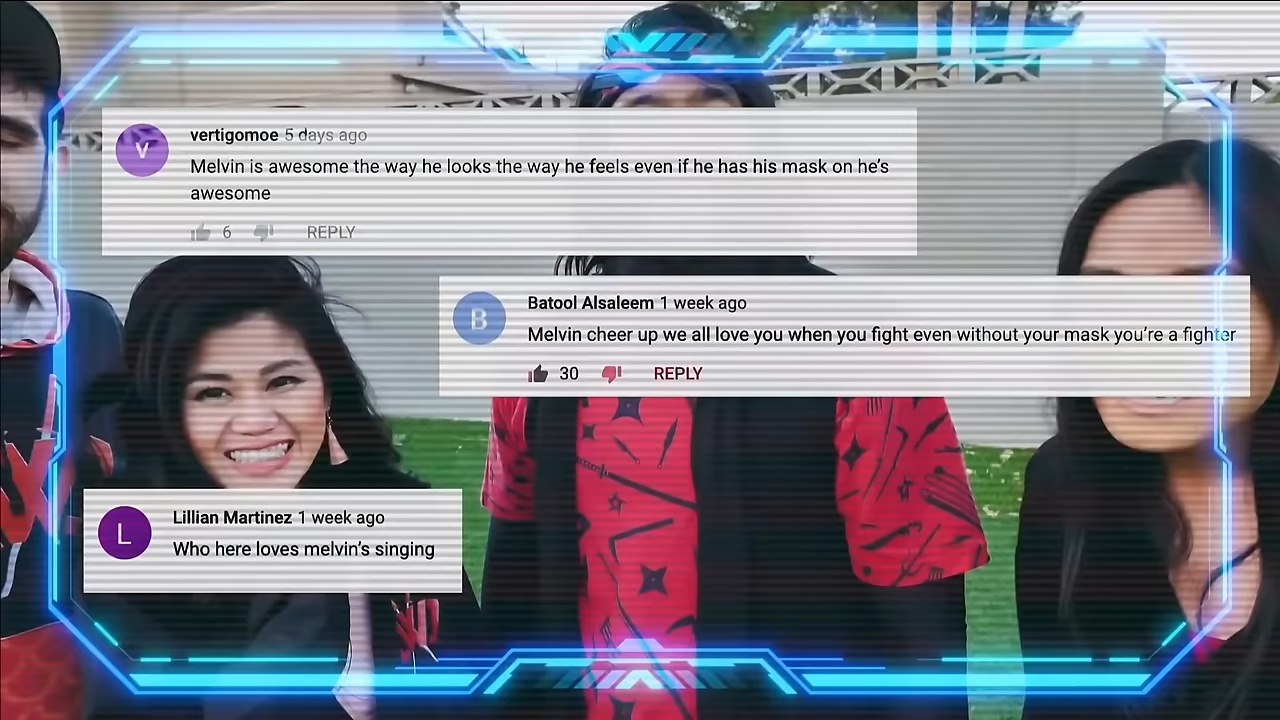 V
vertigomoe 5 days ago
Melvin is awesome the way he looks the way he feels even if he has his mask on he's
awesome
6 REPLY
B
Batool Alsaleem 1 week ago
Melvin cheer up we all love you when you fight even without your mask you're a fighter
30 REPLY
L
Lillian Martinez 1 week ago
Who here loves melvin's singing